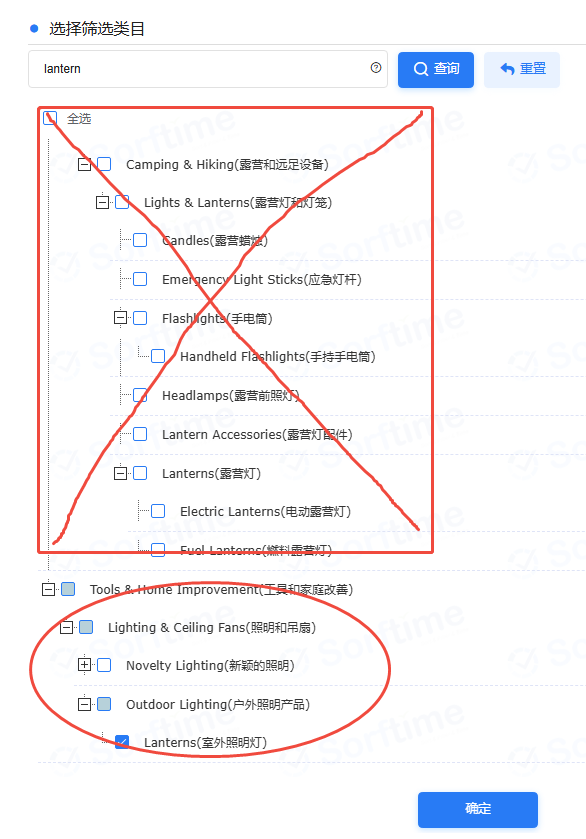 选择筛选类目
lantern
查询
重置
全选
Camping & Hiking(露营和远足设备)
Lights & Lanterns(露营灯和灯笼)
Candles(露营蜡烛)
Emergency Light Sticks(应急灯杆)
Flashlights(手电筒)
Handheld Flashlights(手持手电筒)
Headlamps(露营前照灯)
Lantern Accessories(露营灯配件)
Lanterns(露营灯)
Electric Lanterns(电动露营灯)
Fuel Lanterns(燃料露营灯)
Tools & Home Improvement(工具和家庭改善)
Lighting & Ceiling Fans(照明和吊扇)
Novelty Lighting(新颖的照明)
Outdoor Lighting(户外照明产品)
Lanterns(室外照明灯)
确定
Sorftime